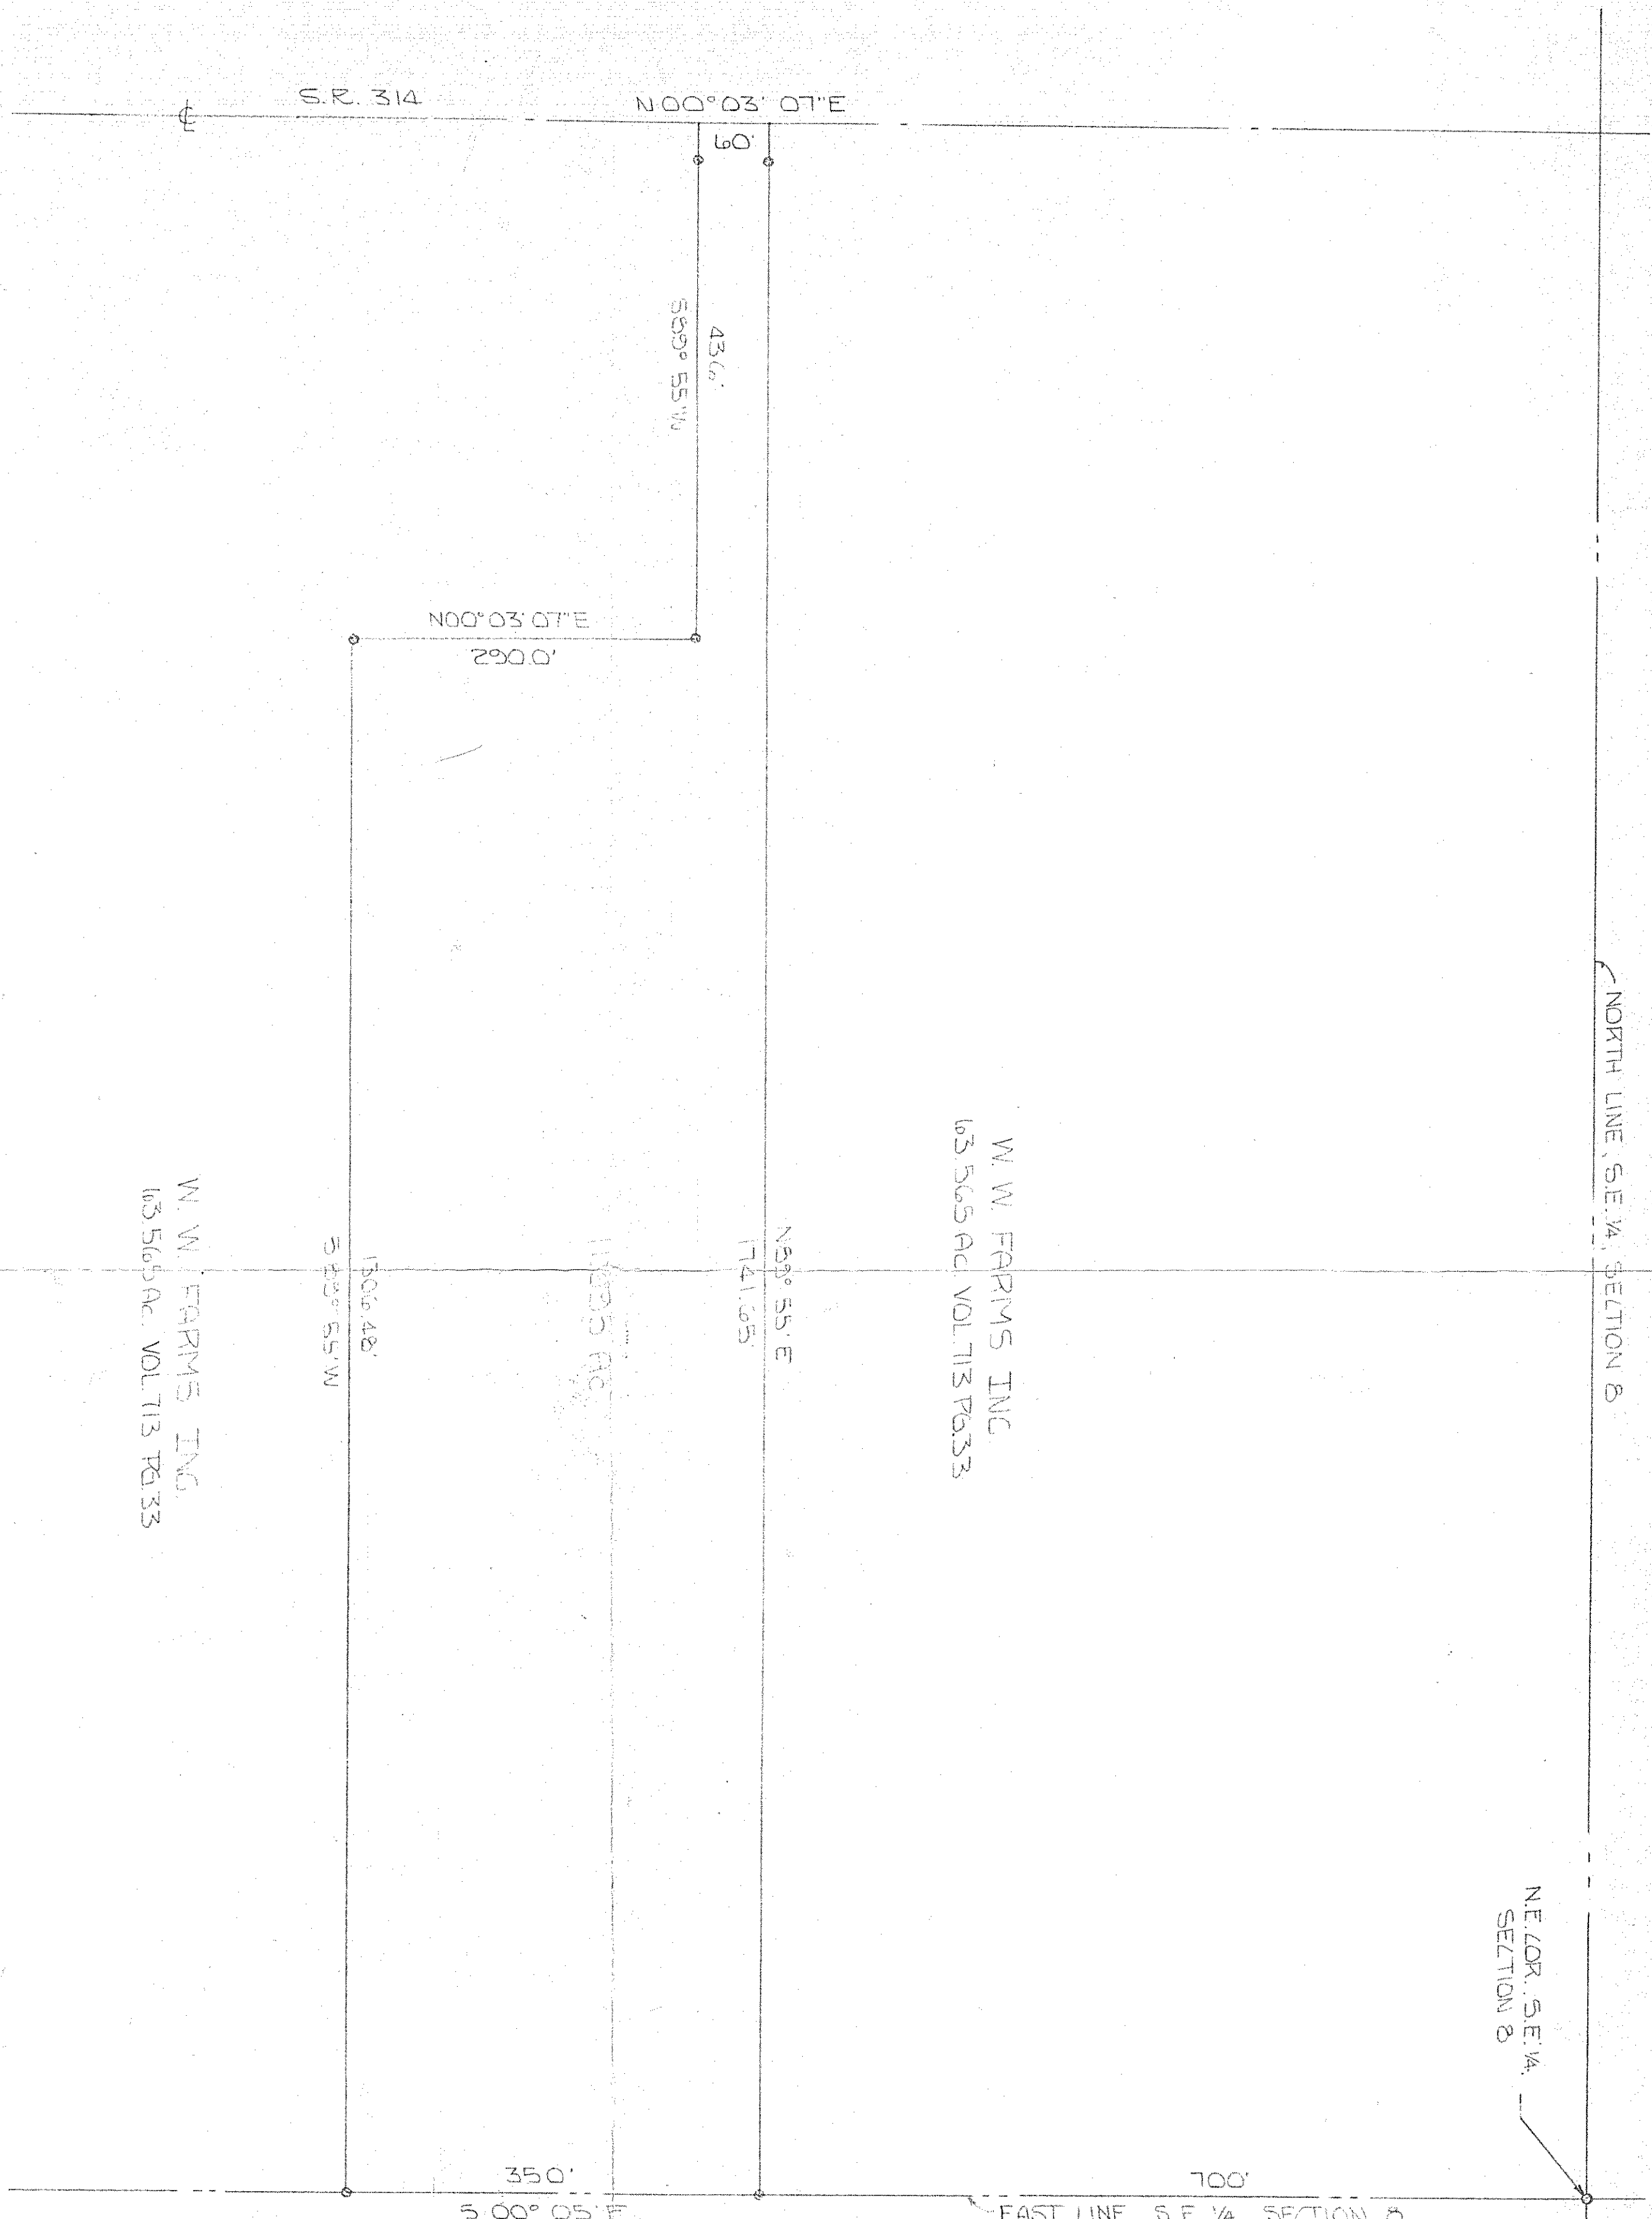 S.R. 314
N00°03'07"E
60'
436'
S89°55'W
N00°03'07"E
290.0'
NORTH LINE, S.E. 1/4, SECTION 8
W. W. FARMS INC.
63.565 Ac. VOL. 713 PG. 33
N89°55'E
1741.65'
1306.48'
S89°55'W
W. W. FARMS INC.
63.565 Ac. VOL. 713 PG. 33
N.E. COR. S.E. 1/4,
SECTION 8
350'
S 00° 05' E
700'
EAST LINE S.E. 1/4 SECTION 8